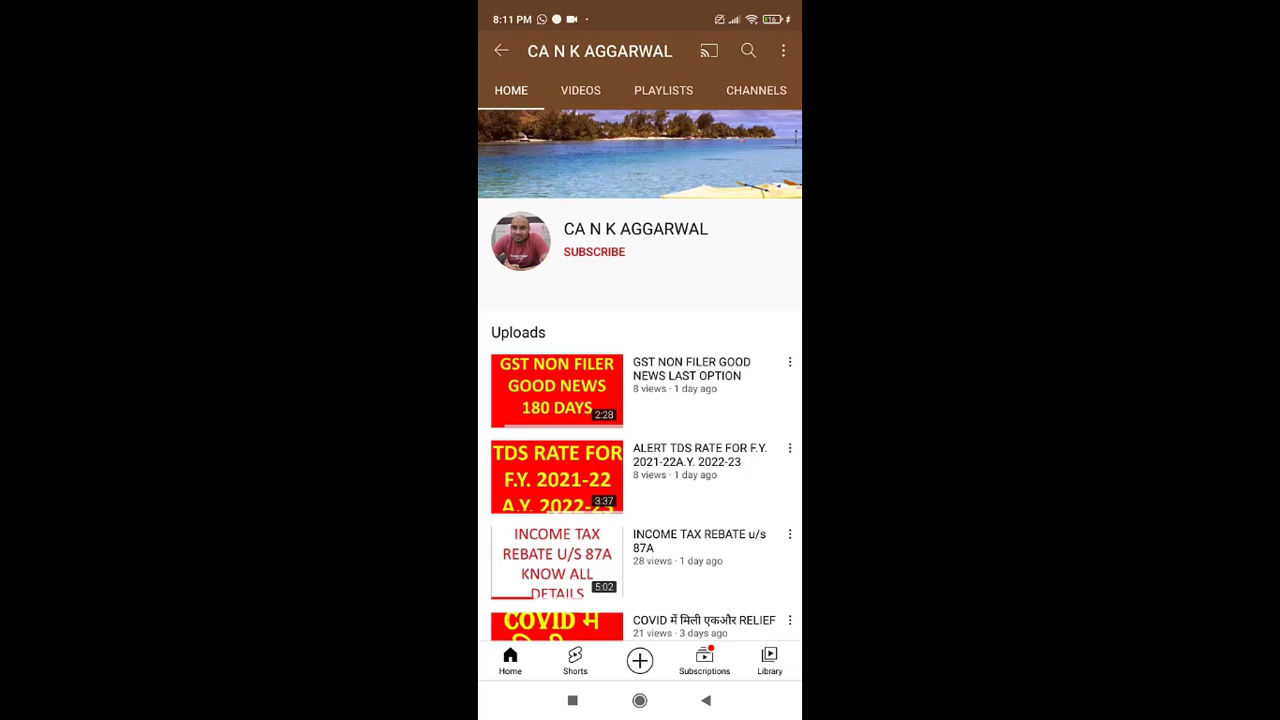 8:11 PM
16
CA N K AGGARWAL
HOME VIDEOS PLAYLISTS CHANNELS
CA N K AGGARWAL
SUBSCRIBE
Uploads
GST NON FILER
GOOD NEWS
180 DAYS
2:28
GST NON FILER GOOD
NEWS LAST OPTION
8 views · 1 day ago
TDS RATE FOR
F.Y. 2021-22
A.Y. 2022-23
3:37
ALERT TDS RATE FOR F.Y.
2021-22A.Y. 2022-23
8 views · 1 day ago
INCOME TAX
REBATE U/S 87A
KNOW ALL
DETAILS
5:02
INCOME TAX REBATE u/s
87A
28 views · 1 day ago
COVID में
COVID में मिली एकऔर RELIEF
21 views · 3 days ago
Home Shorts Subscriptions Library